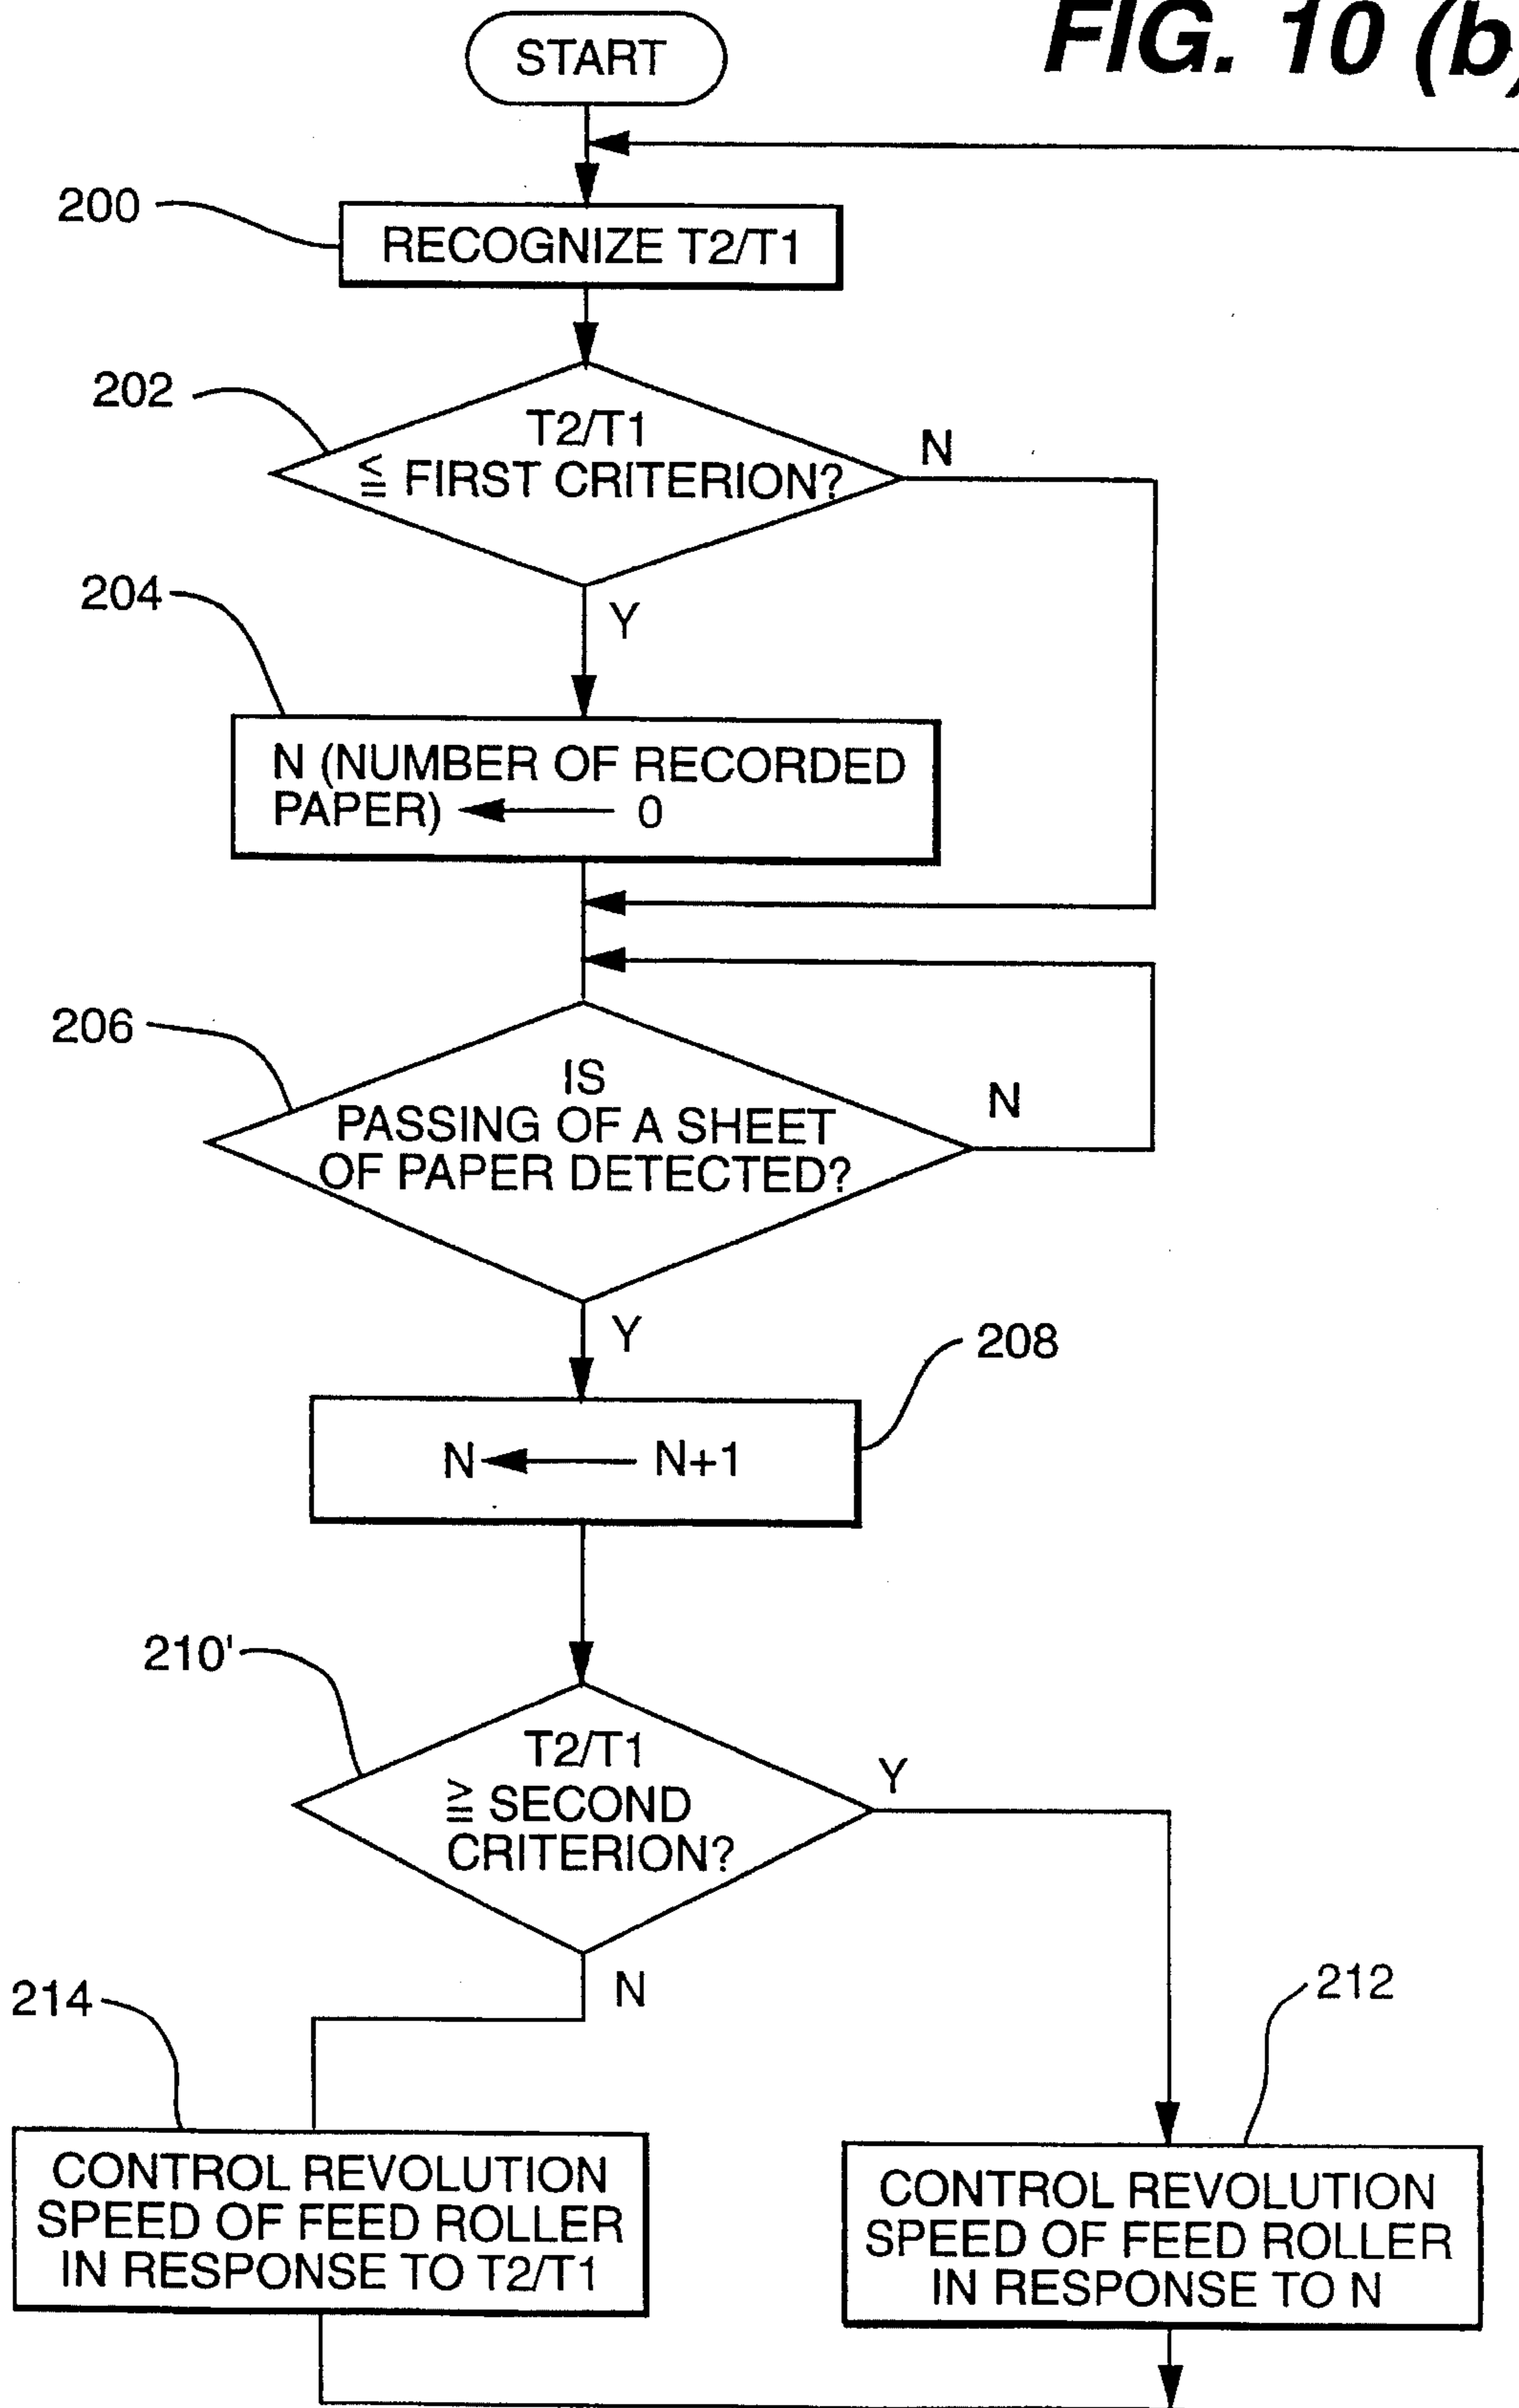 FIG. 10 (b)
START
200
RECOGNIZE T2/T1
202
T2/T1
≦ FIRST CRITERION?
N
Y
204
N (NUMBER OF RECORDED
PAPER) ← 0
206
IS
PASSING OF A SHEET
OF PAPER DETECTED?
N
Y
208
N ← N+1
210'
T2/T1
≧ SECOND
CRITERION?
Y
N
214
212
CONTROL REVOLUTION
SPEED OF FEED ROLLER
IN RESPONSE TO T2/T1
CONTROL REVOLUTION
SPEED OF FEED ROLLER
IN RESPONSE TO N